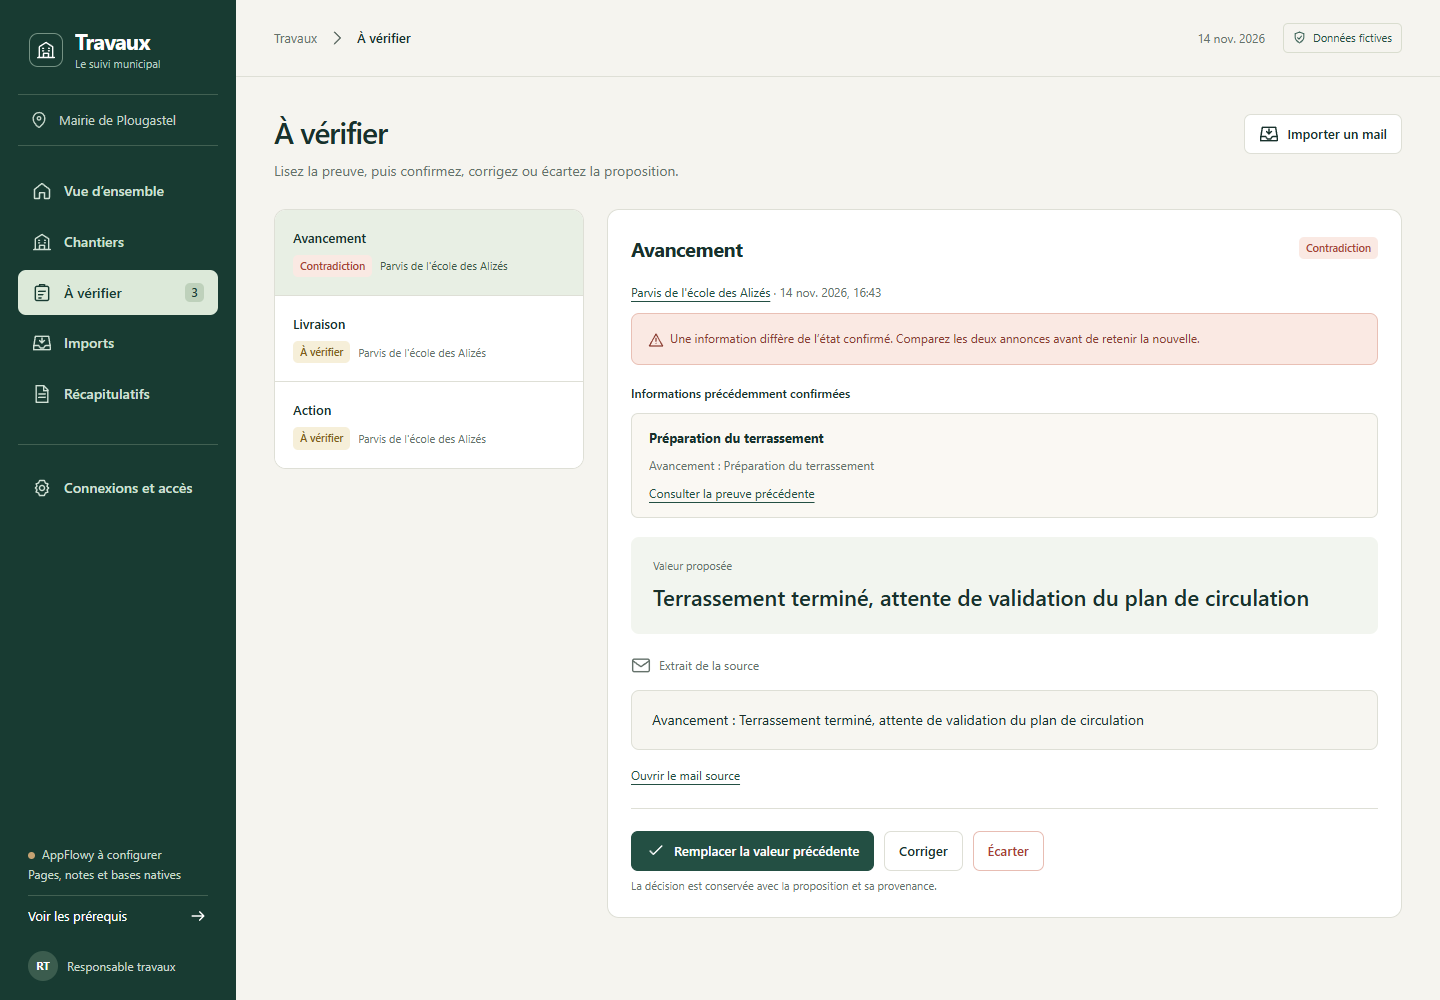 Travaux
Le suivi municipal
Mairie de Plougastel
Vue d’ensemble
Chantiers
À vérifier 3
Imports
Récapitulatifs
Connexions et accès
AppFlowy à configurer
Pages, notes et bases natives
Voir les prérequis
RT Responsable travaux
Travaux À vérifier
14 nov. 2026 Données fictives
À vérifier
Importer un mail
Lisez la preuve, puis confirmez, corrigez ou écartez la proposition.
Avancement
Contradiction Parvis de l'école des Alizés
Livraison
À vérifier Parvis de l'école des Alizés
Action
À vérifier Parvis de l'école des Alizés
Avancement
Contradiction
Parvis de l'école des Alizés · 14 nov. 2026, 16:43
Une information diffère de l’état confirmé. Comparez les deux annonces avant de retenir la nouvelle.
Informations précédemment confirmées
Préparation du terrassement
Avancement : Préparation du terrassement
Consulter la preuve précédente
Valeur proposée
Terrassement terminé, attente de validation du plan de circulation
Extrait de la source
Avancement : Terrassement terminé, attente de validation du plan de circulation
Ouvrir le mail source
Remplacer la valeur précédente
Corriger
Écarter
La décision est conservée avec la proposition et sa provenance.